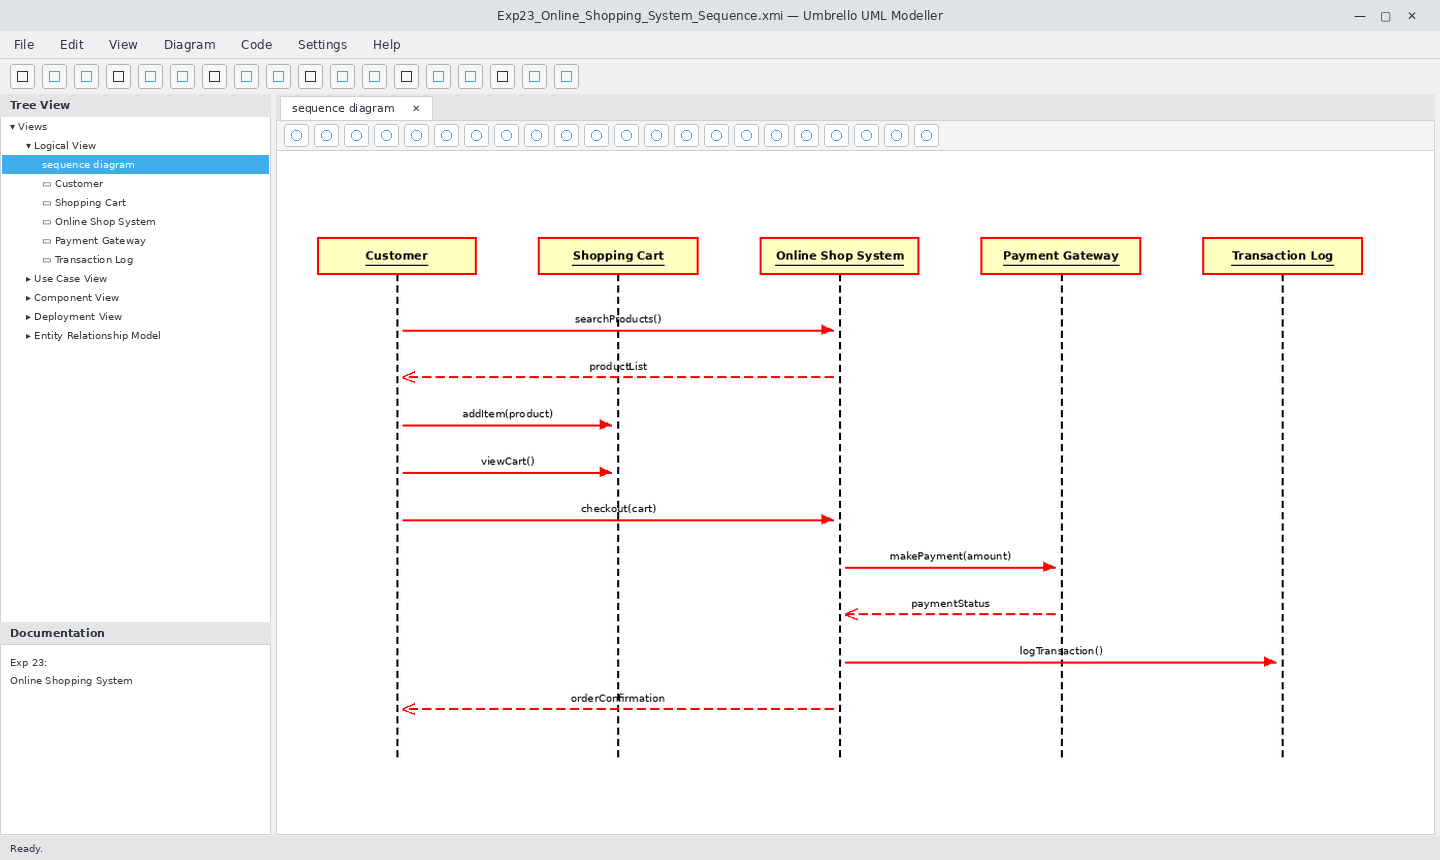 Exp23_Online_Shopping_System_Sequence.xmi — Umbrello UML Modeller
File Edit View Diagram Code Settings Help
Tree View
Views
Logical View
sequence diagram
Customer
Shopping Cart
Online Shop System
Payment Gateway
Transaction Log
Use Case View
Component View
Deployment View
Entity Relationship Model
Documentation
Exp 23:
Online Shopping System
sequence diagram
Customer Shopping Cart Online Shop System Payment Gateway Transaction Log
searchProducts()
productList
addItem(product)
viewCart()
checkout(cart)
makePayment(amount)
paymentStatus
logTransaction()
orderConfirmation
Ready.